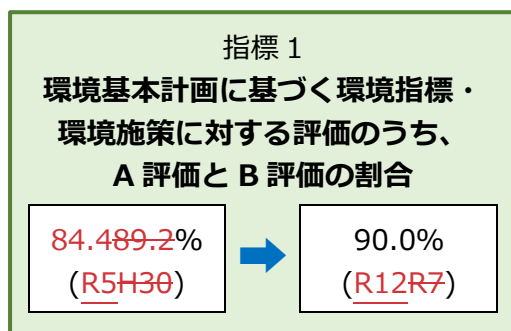 指標 1
環境基本計画に基づく環境指標・
環境施策に対する評価のうち、
A 評価と B 評価の割合
84.489.2%
(R5H30)
90.0%
(R12R7)